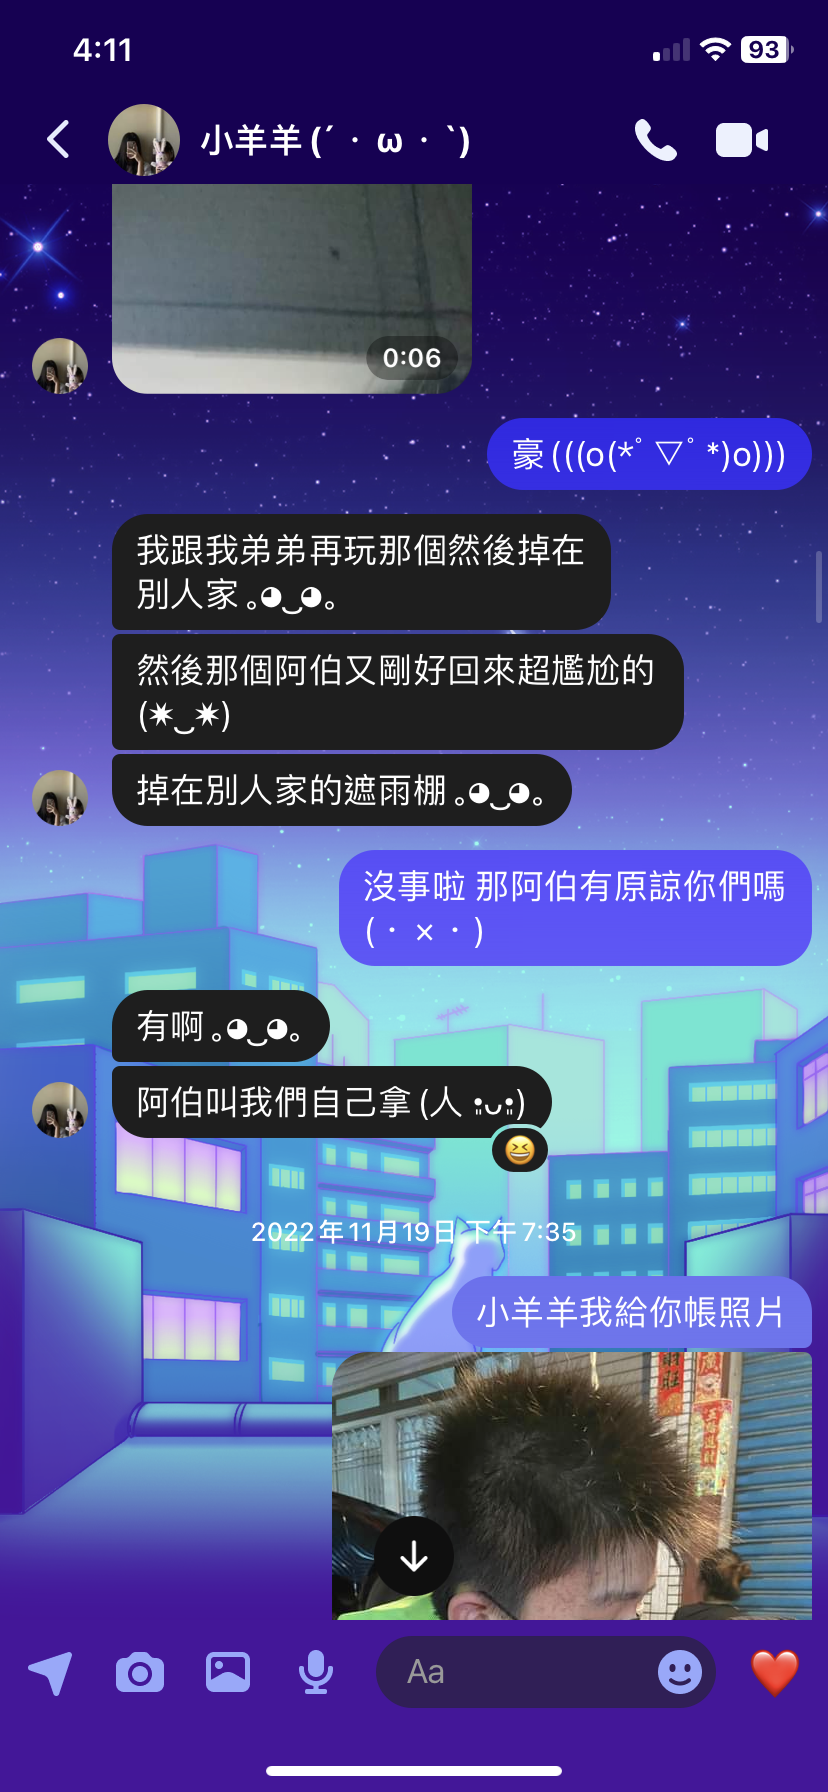 4:11
93
小羊羊 (´・ω・`)
0:06
豪 (((o(*ﾟ▽ﾟ*)o)))
我跟我弟弟再玩那個然後掉在
別人家 ｡◕‿◕｡
然後那個阿伯又剛好回來超尷尬的
(✷‿✷)
掉在別人家的遮雨棚 ｡◕‿◕｡
沒事啦 那阿伯有原諒你們嗎
(・×・)
有啊 ｡◕‿◕｡
阿伯叫我們自己拿 (人 •͈ᴗ•͈)
2022年11月19日 下午 7:35
小羊羊我給你帳照片
旺
廣
Aa